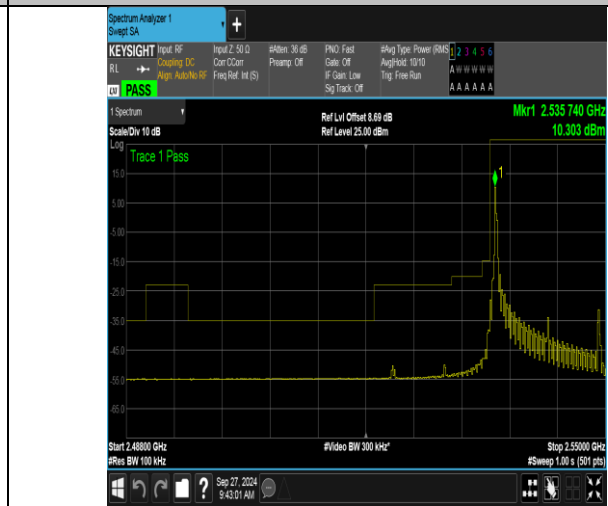 Spectrum Analyzer 1
Swept SA
+
KEYSIGHT
RL
PASS
Input: RF
Coupling: DC
Align: Auto/No RF
Input Z: 50 Ω
Corr CCorr
Freq Ref: Int (S)
#Atten: 36 dB
Preamp: Off
PNO: Fast
Gate: Off
IF Gain: Low
Sig Track: Off
#Avg Type: Power (RMS
Avg|Hold: 10/10
Trig: Free Run
1 2 3 4 5 6
A W W W W W
A A A A A A
1 Spectrum
Scale/Div 10 dB
Ref Lvl Offset 8.69 dB
Ref Level 25.00 dBm
Mkr1 2.535 740 GHz
10.303 dBm
Log
Trace 1 Pass
1
15.0
5.00
-5.00
-15.0
-25.0
-35.0
-45.0
-55.0
-65.0
Start 2.48800 GHz
#Res BW 100 kHz
#Video BW 300 kHz*
Stop 2.55000 GHz
#Sweep 1.00 s (501 pts)
?
Sep 27, 2024
9:43:01 AM